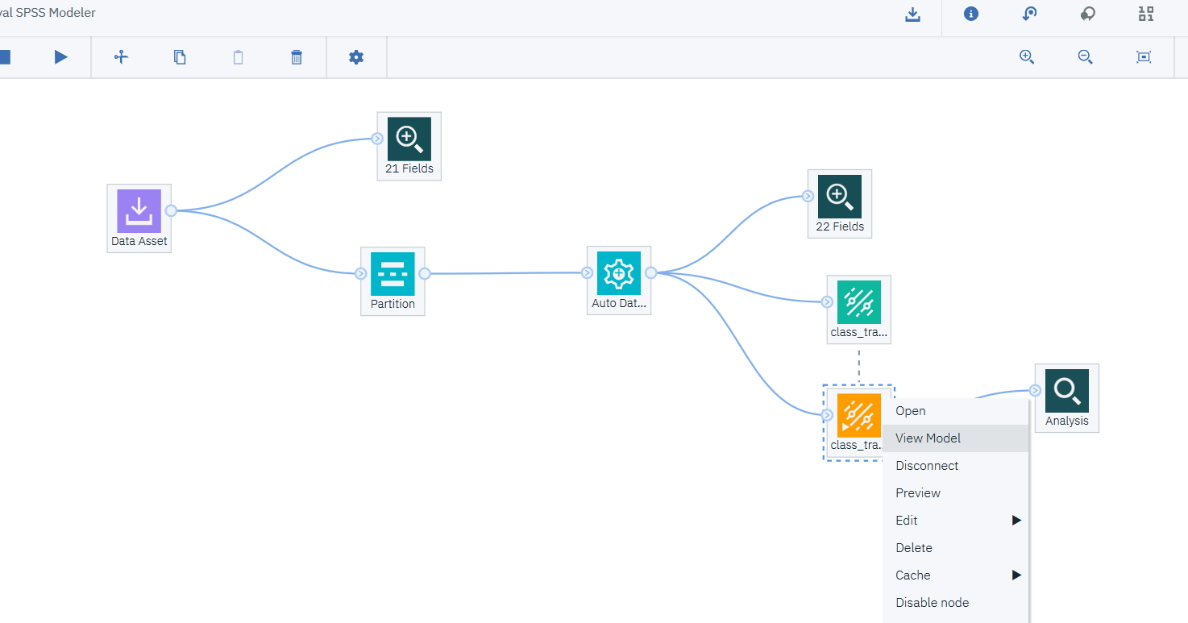 val SPSS Modeler
21 Fields
Data Asset
22 Fields
Partition
Auto Dat...
class_tra...
class_tra...
Analysis
Open
View Model
Disconnect
Preview
Edit
Delete
Cache
Disable node